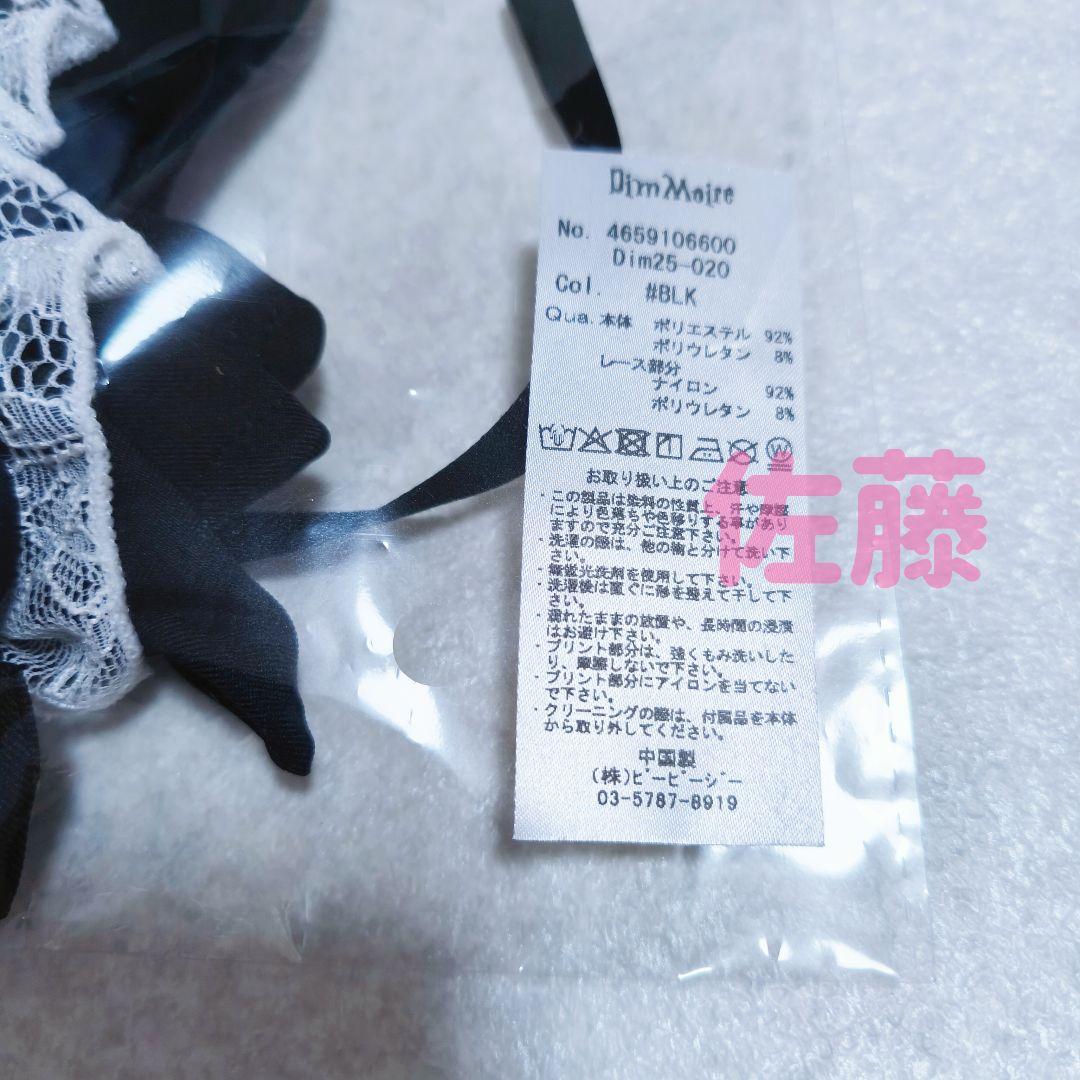 DimMoire
No. 4659106600
Dim25-020
Col. #BLK
Qua. 本体 ポリエステル 92%
ポリウレタン 8%
レース部分
ナイロン 92%
ポリウレタン 8%
お取り扱い上のご注意
・この製品は染料の性質上、汗や摩擦
により色落ちや色移りする事があり
ますので充分ご注意下さい。
・洗濯の際は、他の物と分けて洗い下
さい。
・無蛍光洗剤を使用して下さい。
・洗濯後は直ぐに形を整えて干して下
さい。
・濡れたままの放置や、長時間の浸漬
はお避け下さい。
・プリント部分は、強くもみ洗いした
り、摩擦しないで下さい。
・プリント部分にアイロンを当てない
で下さい。
・クリーニングの際は、付属品を本体
から取り外してください。
中国製
(株)ビーピージー
03-5787-8919
佐藤